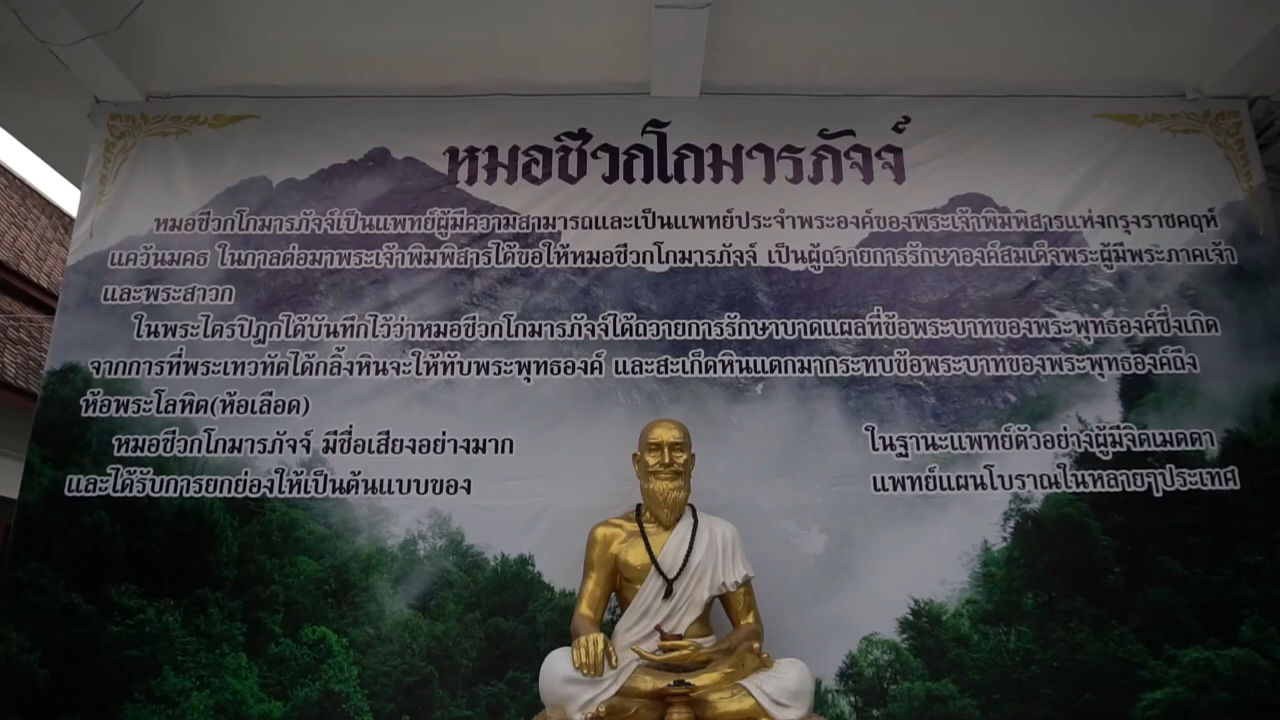 หมอชีวกโกมารภัจจ์
หมอชีวกโกมารภัจจ์เป็นแพทย์ผู้มีความสามารถและเป็นแพทย์ประจำพระองค์ของพระเจ้าพิมพิสารแห่งกรุงราชคฤห์
แคว้นมคธ ในกาลต่อมาพระเจ้าพิมพิสารได้ขอให้หมอชีวกโกมารภัจจ์ เป็นผู้ถวายการรักษาองค์สมเด็จพระผู้มีพระภาคเจ้า
และพระสาวก
ในพระไตรปิฎกได้บันทึกไว้ว่าหมอชีวกโกมารภัจจ์ได้ถวายการรักษาบาดแผลที่ข้อพระบาทของพระพุทธองค์ซึ่งเกิด
จากการที่พระเทวทัตได้กลิ้งหินจะให้ทับพระพุทธองค์ และสะเก็ดหินแตกมากระทบข้อพระบาทของพระพุทธองค์ถึง
ห้อพระโลหิต(ห้อเลือด)
หมอชีวกโกมารภัจจ์ มีชื่อเสียงอย่างมาก ในฐานะแพทย์ตัวอย่างผู้มีจิตเมตตา
และได้รับการยกย่องให้เป็นต้นแบบของ แพทย์แผนโบราณในหลายๆประเทศ